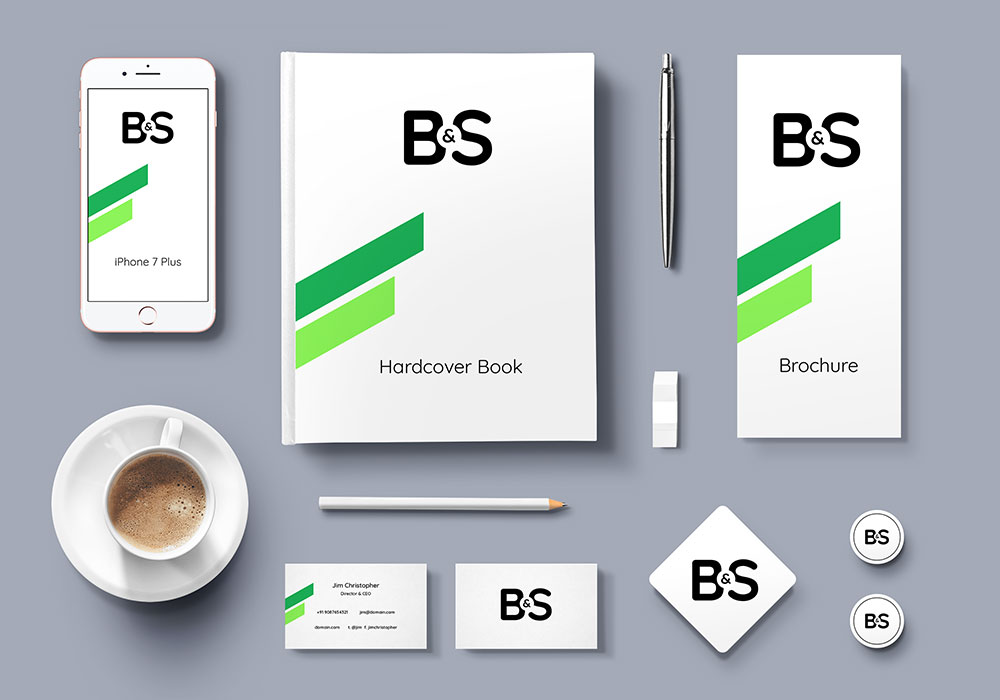 B&S
iPhone 7 Plus
B&S
Hardcover Book
B&S
Brochure
Jim Christopher
Director & CEO
+91 9087654321 jim@domain.com
domain.com t. @jim f. jimchristopher
B&S
B&S
B&S
B&S